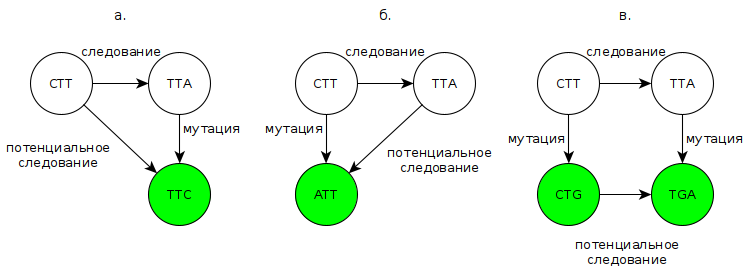 а.
следование
CTT
TTA
мутация
потенциальное
следование
TTC
б.
следование
CTT
TTA
мутация
потенциальное
следование
ATT
в.
следование
CTT
TTA
мутация
мутация
CTG
TGA
потенциальное
следование